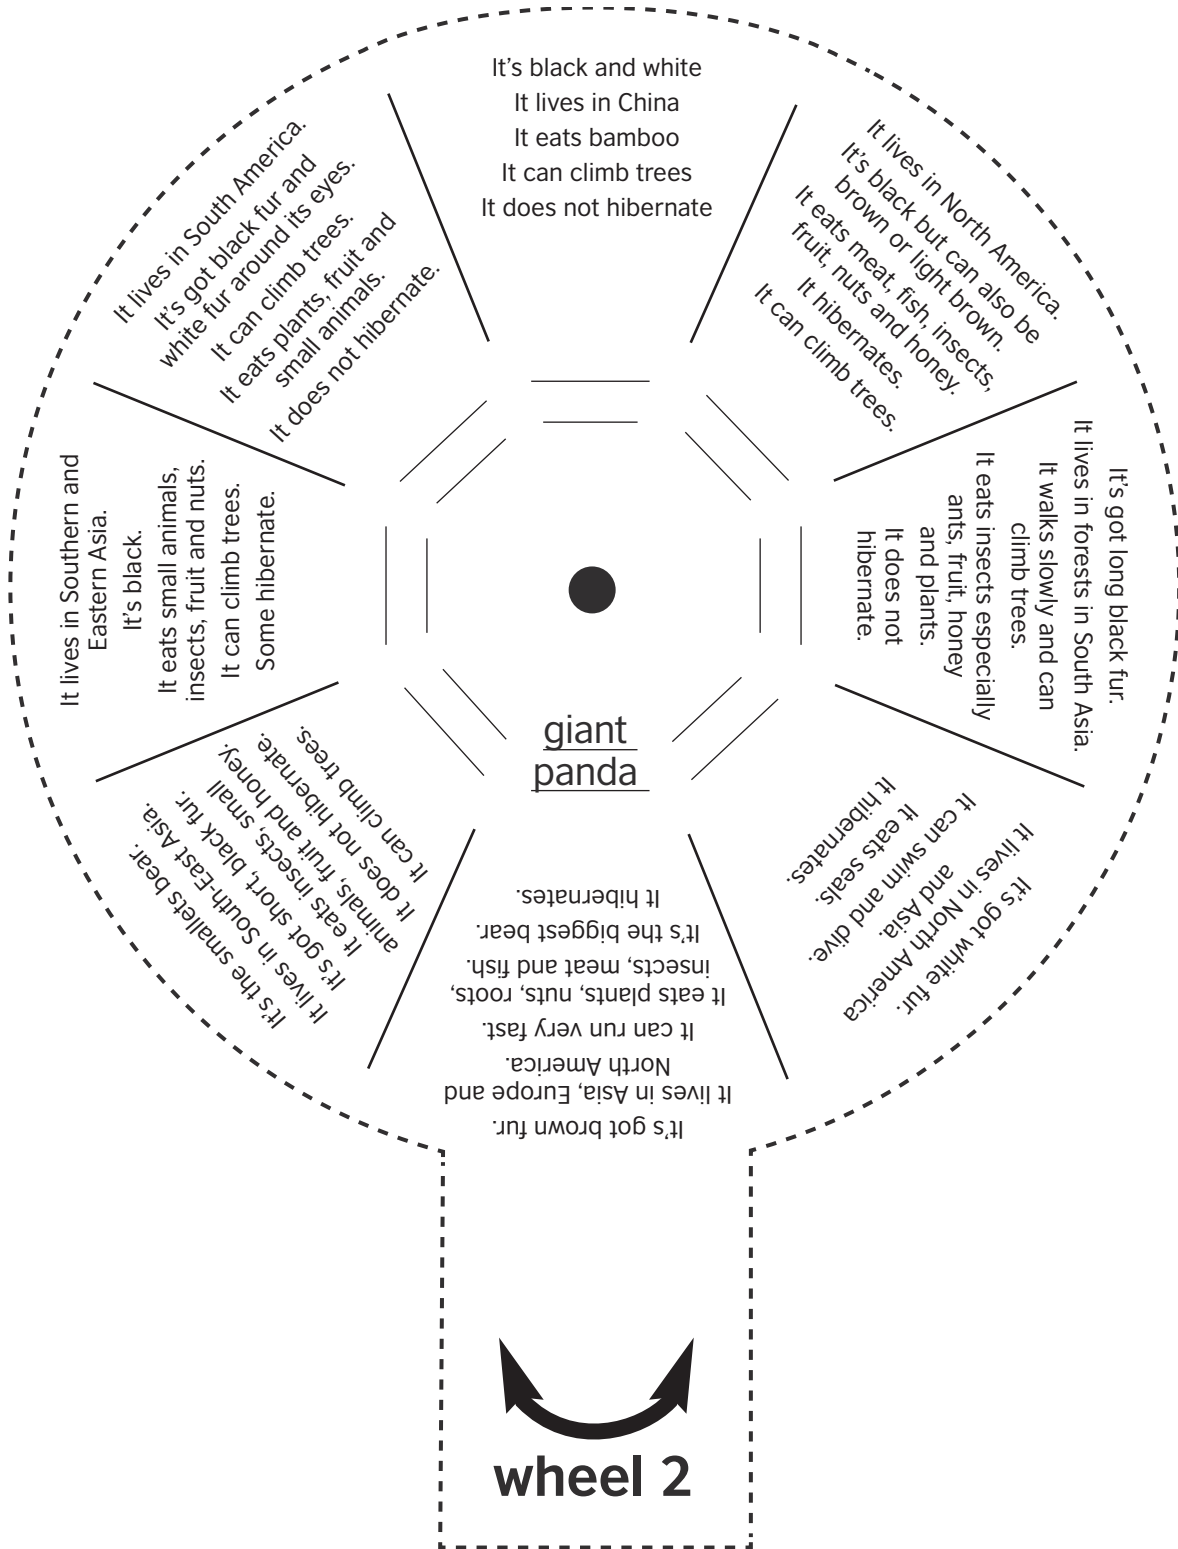 It's black and white
It lives in China
It eats bamboo
It can climb trees
It does not hibernate
It lives in North America.
It's black but can also be
brown or light brown.
It eats meat, fish, insects,
fruit, nuts and honey.
It hibernates.
It can climb trees.
It's got long black fur.
It lives in forests in South Asia.
It walks slowly and can
climb trees.
It eats insects especially
ants, fruit, honey
and plants.
It does not
hibernate.
It's got white fur.
It lives in North America
and Asia.
It can swim and dive.
It eats seals.
It hibernates.
It's got brown fur.
It lives in Asia, Europe and
North America.
It can run very fast.
It eats plants, nuts, roots,
insects, meat and fish.
It's the biggest bear.
It hibernates.
It's the smallets bear.
It lives in South-East Asia.
It's got short, black fur.
It eats insects, small
animals, fruit and honey.
It does not hibernate.
It can climb trees.
It lives in Southern and
Eastern Asia.
It's black.
It eats small animals,
insects, fruit and nuts.
It can climb trees.
Some hibernate.
It lives in South America.
It's got black fur and
white fur around its eyes.
It can climb trees.
It eats plants, fruit and
small animals.
It does not hibernate.
giant
panda
wheel 2